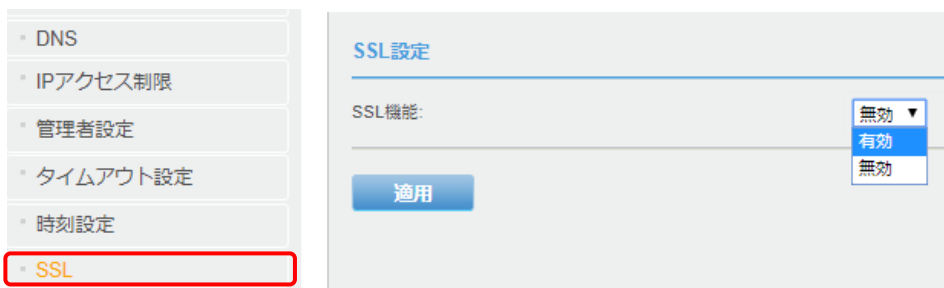 DNS
IPアクセス制限
管理者設定
タイムアウト設定
時刻設定
SSL
SSL設定
SSL機能:
無効 ▼
有効
無効
適用